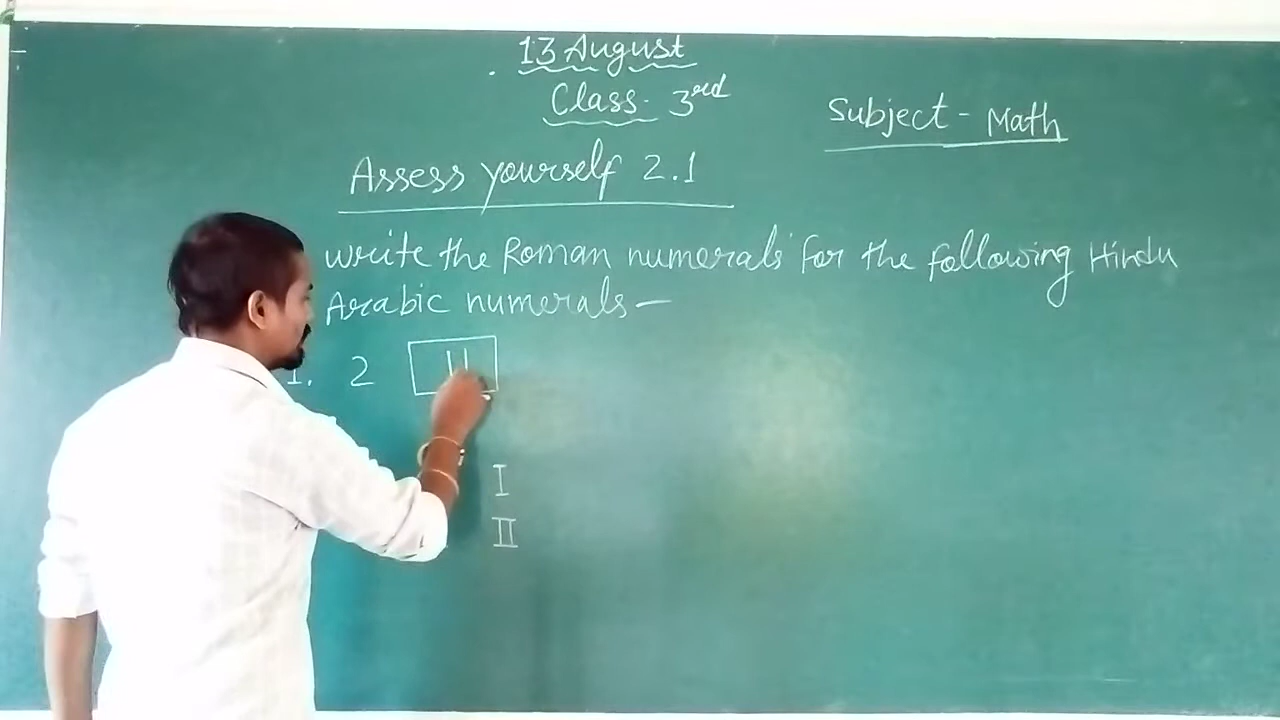 13 August
Class- 3rd
Subject - Math
Assess yourself 2.1
write the Roman numerals for the following Hindu
Arabic numerals-
1. 2 II
I
II